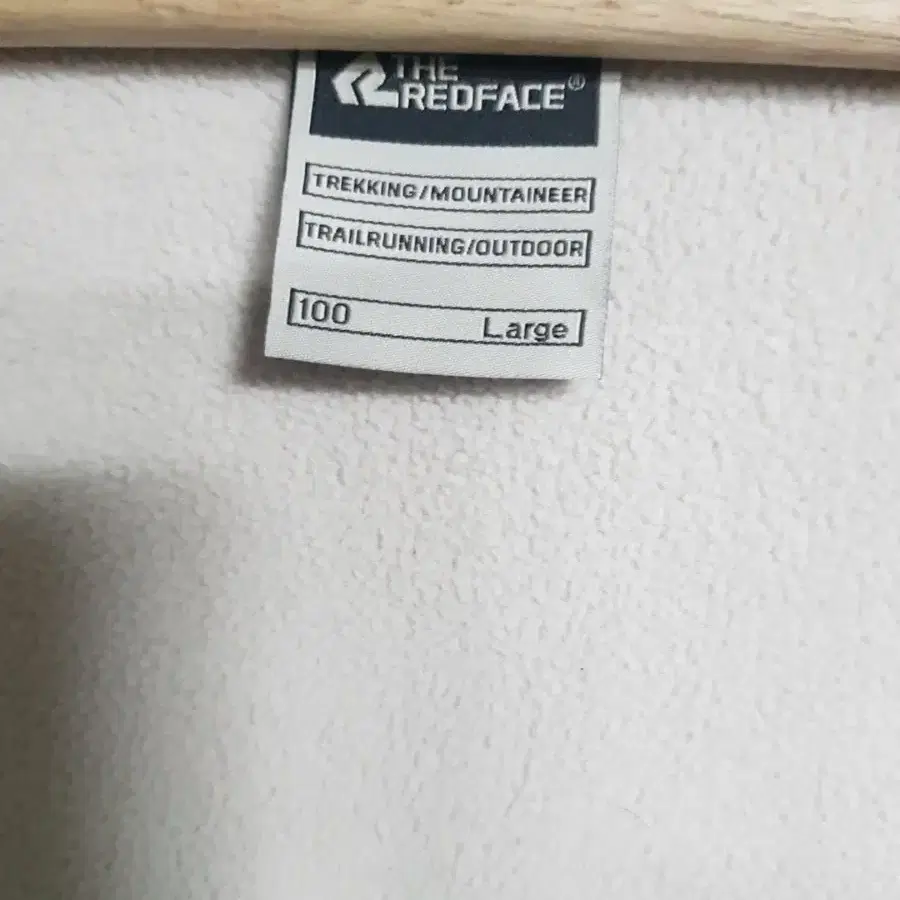 THE
REDFACE®
TREKKING/MOUNTAINEER
TRAILRUNNING/OUTDOOR
100 Large